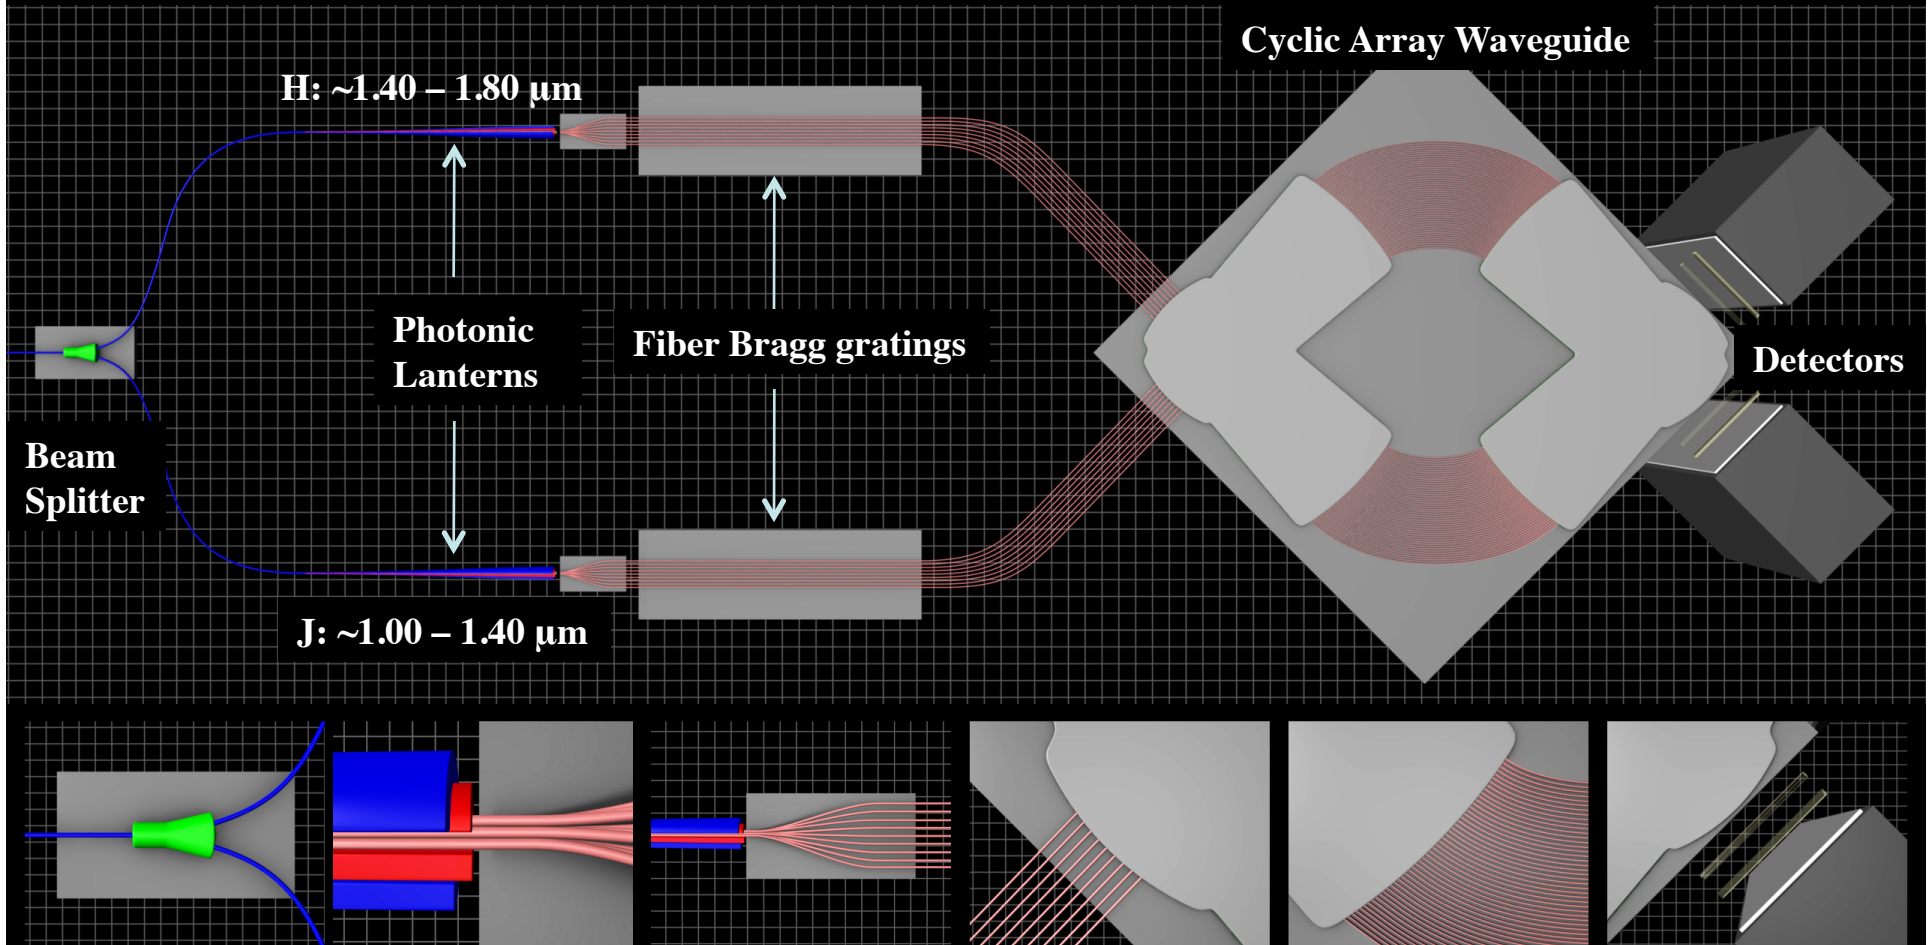 Cyclic Array Waveguide
H: ~1.40 – 1.80 μm
Photonic
Lanterns
Fiber Bragg gratings
Detectors
Beam
Splitter
J: ~1.00 – 1.40 μm